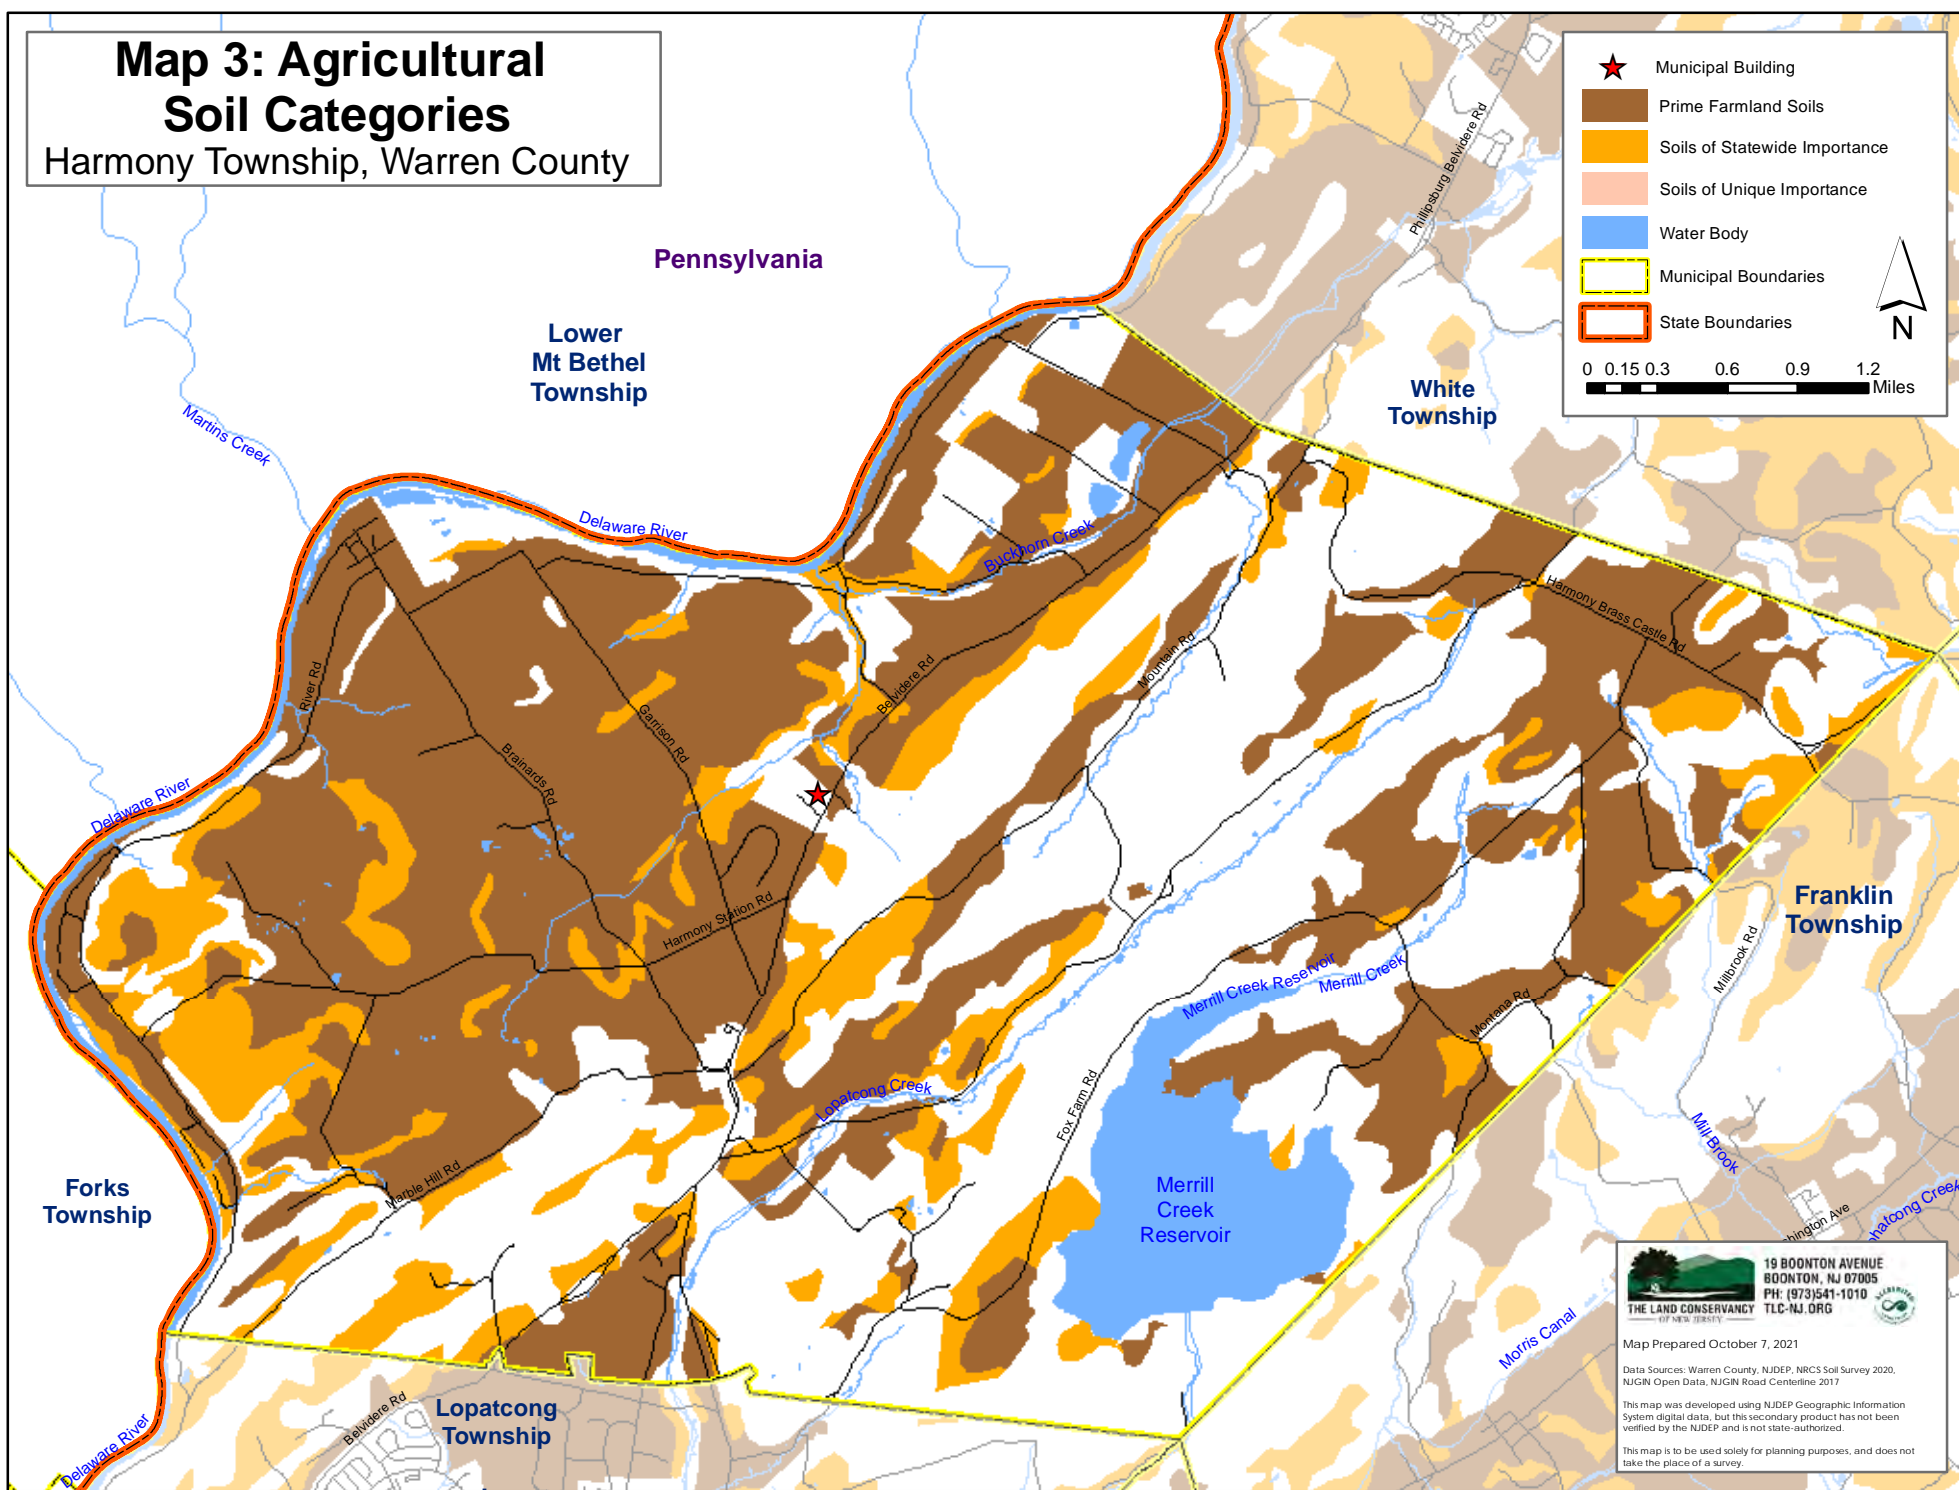 Map 3: Agricultural
Soil Categories
Harmony Township, Warren County
Municipal Building
Prime Farmland Soils
Soils of Statewide Importance
Soils of Unique Importance
Water Body
Municipal Boundaries
State Boundaries
N
0 0.15 0.3 0.6 0.9 1.2
Miles
Pennsylvania
Lower
Mt Bethel
Township
White
Township
Phillipsburg Belvidere Rd
Martins Creek
Delaware River
Buckhorn Creek
Harmony Brass Castle Rd
Mountain Rd
Belvidere Rd
River Rd
Garrison Rd
Brainards Rd
Delaware River
Harmony Station Rd
Franklin
Township
Millbrook Rd
Merrill Creek Reservoir
Merrill Creek
Montana Rd
Lopatcong Creek
Fox Farm Rd
Mill Brook
Marble Hill Rd
Forks
Township
Merrill
Creek
Reservoir
hington Ave
ohatcong Creek
Morris Canal
Belvidere Rd
Lopatcong
Township
Delaware River
THE LAND CONSERVANCY
OF NEW JERSEY
19 BOONTON AVENUE
BOONTON, NJ 07005
PH: (973)541-1010
TLC-NJ.ORG
ACCREDITED
Map Prepared October 7, 2021
Data Sources: Warren County, NJDEP, NRCS Soil Survey 2020,
NJGIN Open Data, NJGIN Road Centerline 2017
This map was developed using NJDEP Geographic Information
System digital data, but this secondary product has not been
verified by the NJDEP and is not state-authorized.
This map is to be used solely for planning purposes, and does not
take the place of a survey.